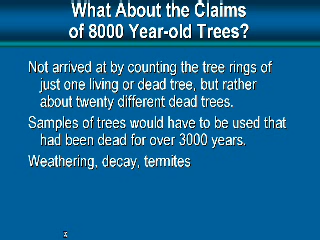 What About the Claims
of 8000 Year-old Trees?
Not arrived at by counting the tree rings of
just one living or dead tree, but rather
about twenty different dead trees.
Samples of trees would have to be used that
had been dead for over 3000 years.
Weathering, decay, termites